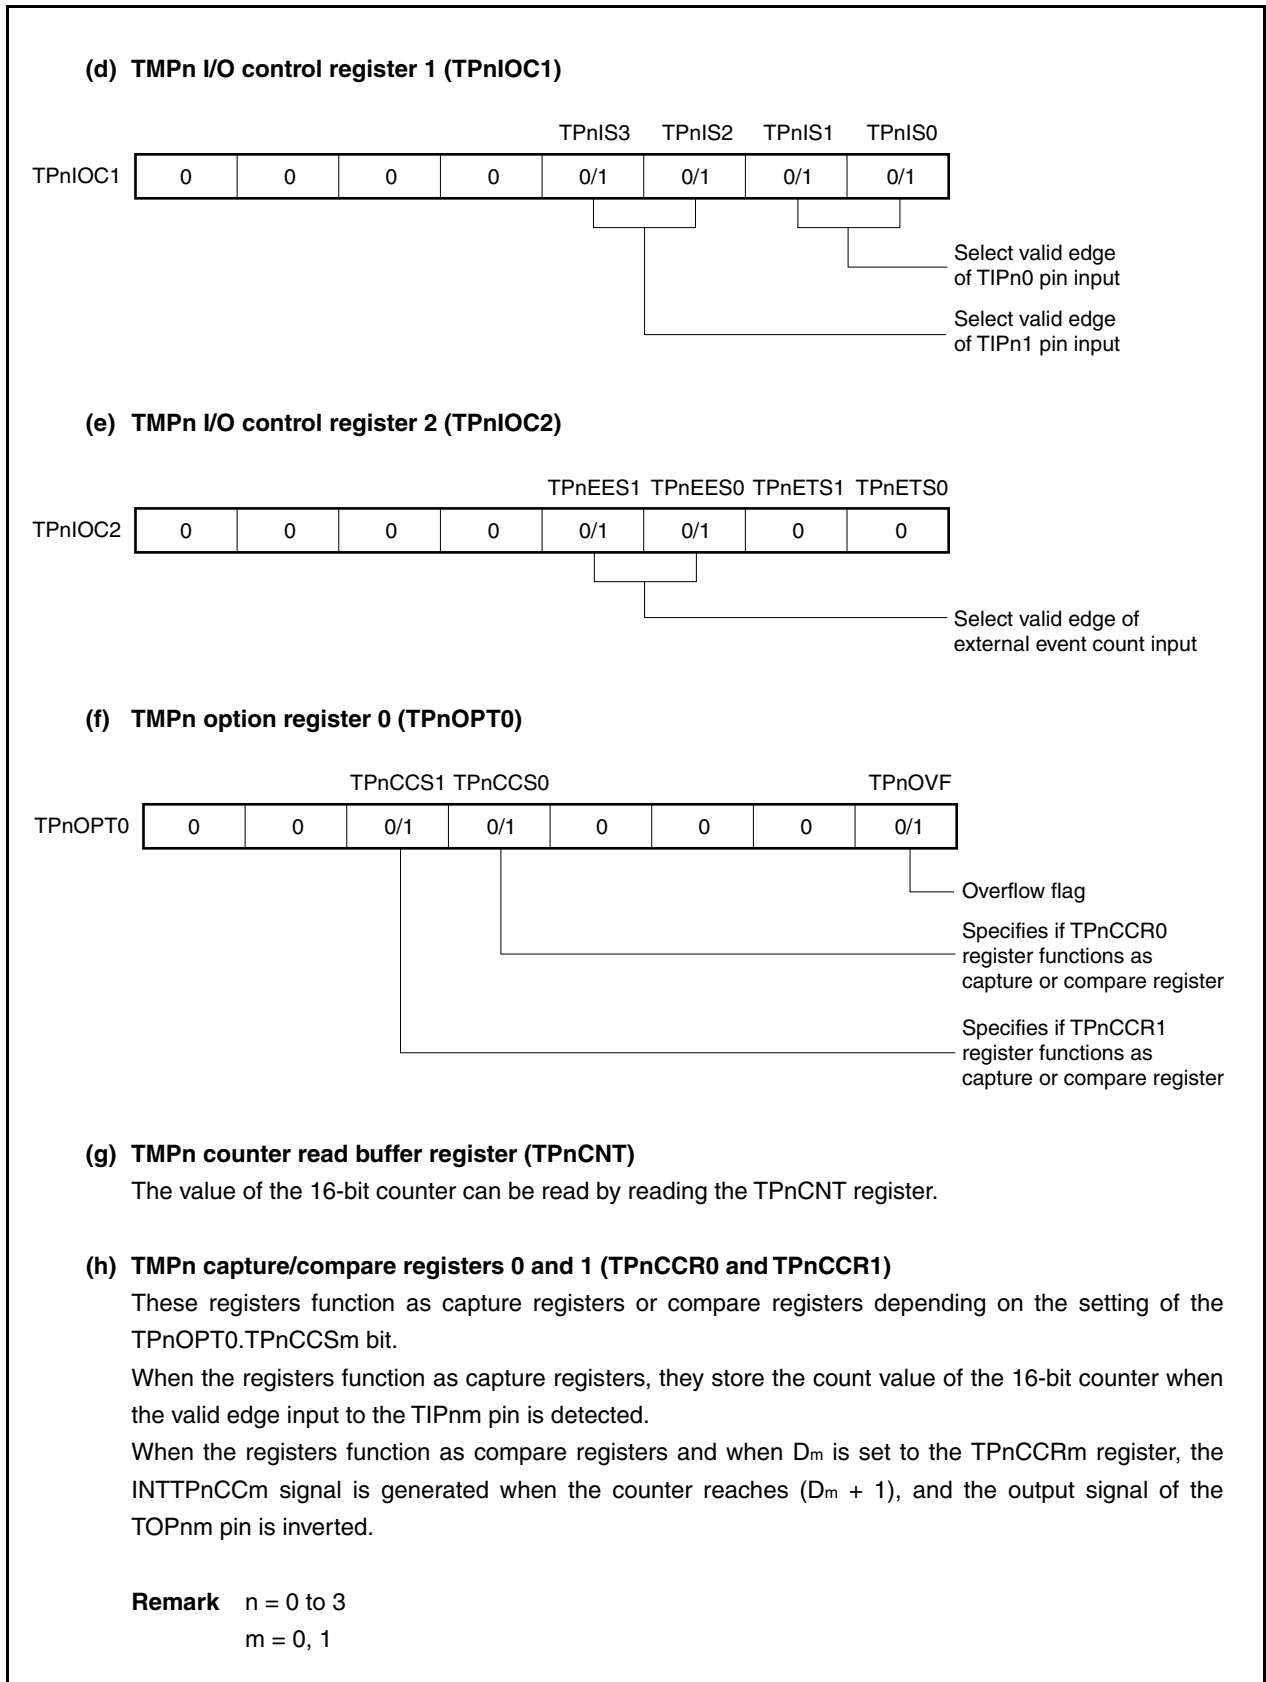 (d) TMPn I/O control register 1 (TPnIOC1)
TPnIS3 TPnIS2 TPnIS1 TPnIS0
TPnIOC1 0 0 0 0 0/1 0/1 0/1 0/1
Select valid edge
of TIPn0 pin input
Select valid edge
of TIPn1 pin input
(e) TMPn I/O control register 2 (TPnIOC2)
TPnEES1 TPnEES0 TPnETS1 TPnETS0
TPnIOC2 0 0 0 0 0/1 0/1 0 0
Select valid edge of
external event count input
(f) TMPn option register 0 (TPnOPT0)
TPnCCS1 TPnCCS0 TPnOVF
TPnOPT0 0 0 0/1 0/1 0 0 0 0/1
Overflow flag
Specifies if TPnCCR0
register functions as
capture or compare register
Specifies if TPnCCR1
register functions as
capture or compare register
(g) TMPn counter read buffer register (TPnCNT)
The value of the 16-bit counter can be read by reading the TPnCNT register.
(h) TMPn capture/compare registers 0 and 1 (TPnCCR0 and TPnCCR1)
These registers function as capture registers or compare registers depending on the setting of the
TPnOPT0.TPnCCSm bit.
When the registers function as capture registers, they store the count value of the 16-bit counter when
the valid edge input to the TIPnm pin is detected.
When the registers function as compare registers and when Dm is set to the TPnCCRm register, the
INTTPnCCm signal is generated when the counter reaches (Dm + 1), and the output signal of the
TOPnm pin is inverted.
Remark n = 0 to 3
m = 0, 1